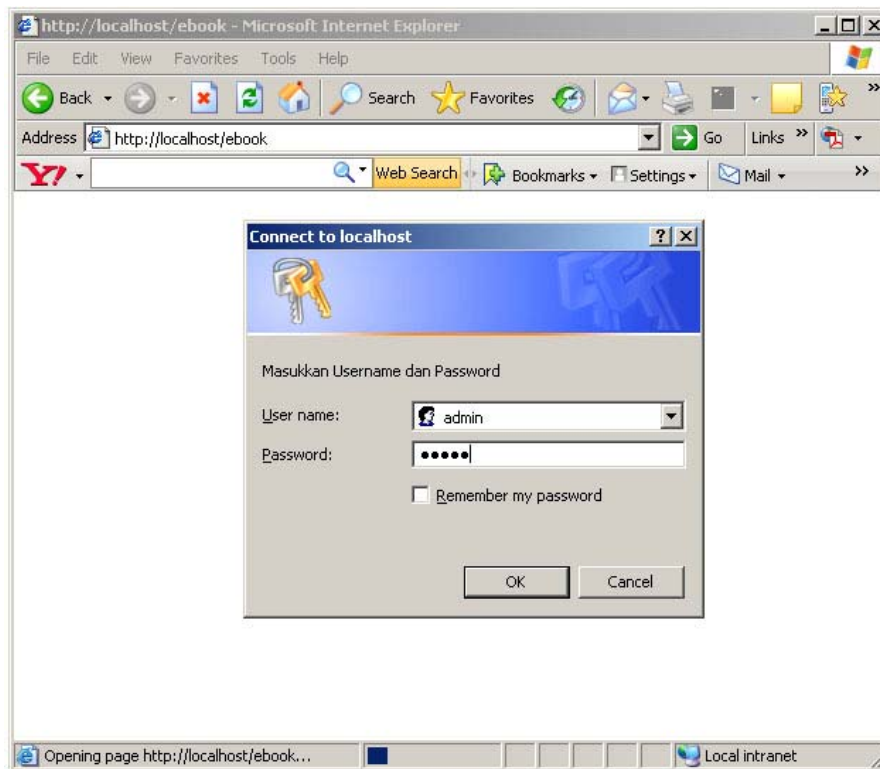 http://localhost/ebook - Microsoft Internet Explorer
File Edit View Favorites Tools Help
Back Search Favorites »
Address http://localhost/ebook Go Links »
Y! Web Search Bookmarks Settings Mail »
Connect to localhost
Masukkan Username dan Password
User name: admin
Password: •••••
Remember my password
OK Cancel
Opening page http://localhost/ebook... Local intranet